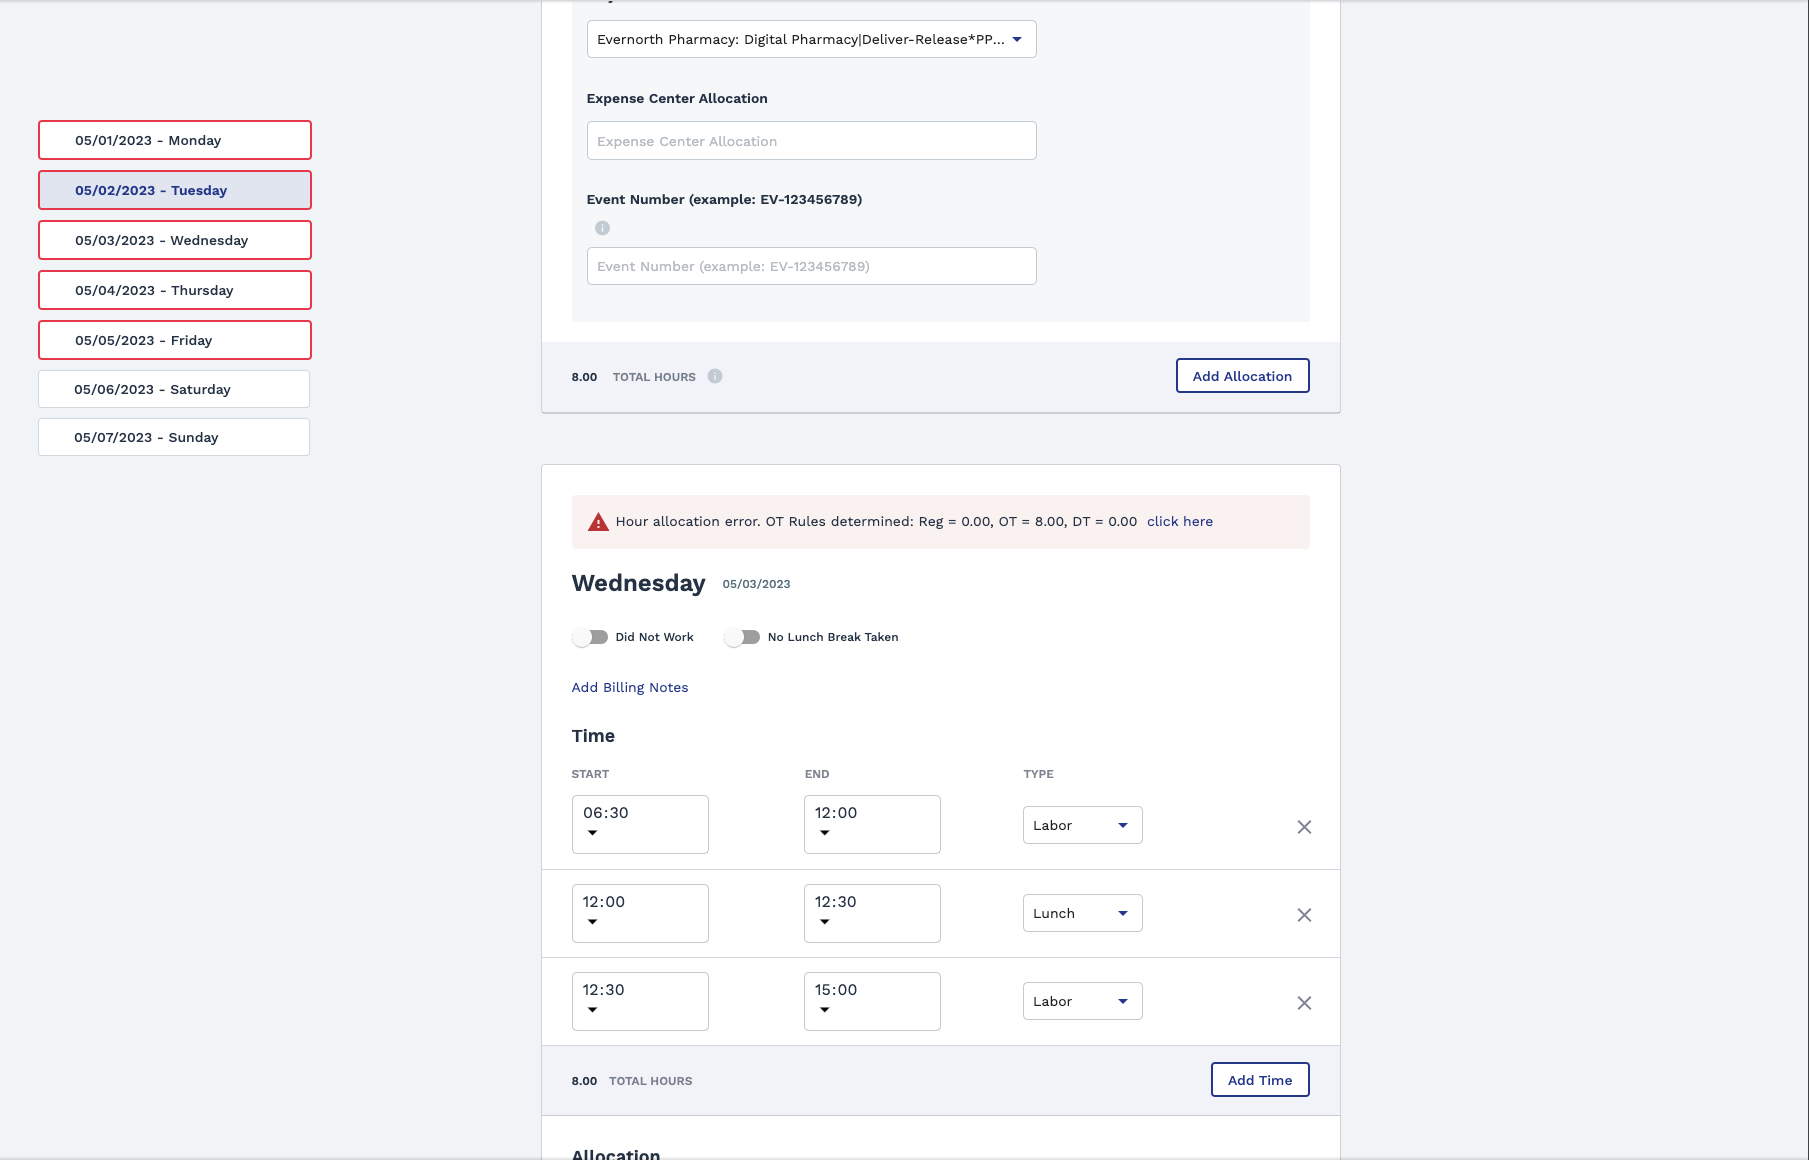 Evernorth Pharmacy: Digital Pharmacy|Deliver-Release*PP...
Expense Center Allocation
Expense Center Allocation
Event Number (example: EV-123456789)
Event Number (example: EV-123456789)
8.00 TOTAL HOURS
Add Allocation
05/01/2023 - Monday
05/02/2023 - Tuesday
05/03/2023 - Wednesday
05/04/2023 - Thursday
05/05/2023 - Friday
05/06/2023 - Saturday
05/07/2023 - Sunday
Hour allocation error. OT Rules determined: Reg = 0.00, OT = 8.00, DT = 0.00 click here
Wednesday 05/03/2023
Did Not Work No Lunch Break Taken
Add Billing Notes
Time
START END TYPE
06:30 12:00 Labor
12:00 12:30 Lunch
12:30 15:00 Labor
8.00 TOTAL HOURS
Add Time
Allocation